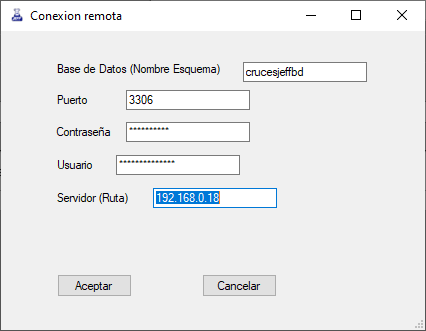 Conexion remota
Base de Datos (Nombre Esquema) crucesjeffbd
Puerto 3306
Contraseña **********
Usuario **************
Servidor (Ruta) 192.168.0.18
Aceptar Cancelar